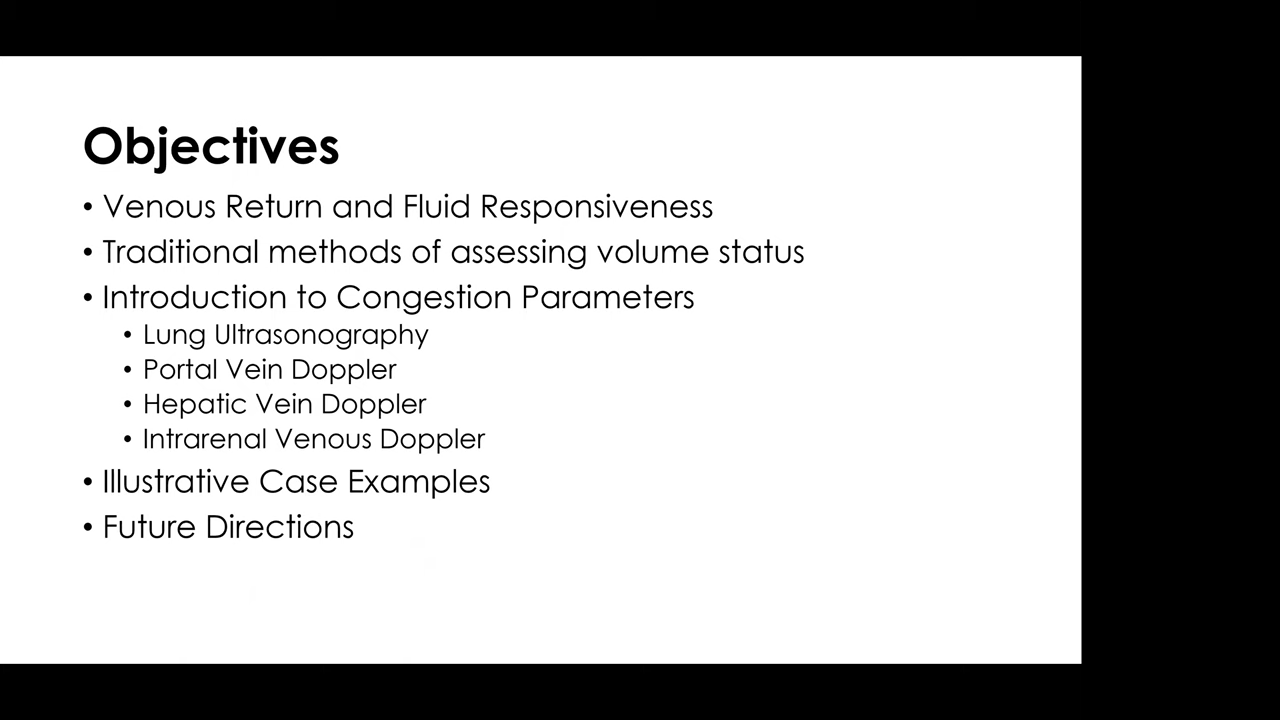 Objectives
• Venous Return and Fluid Responsiveness
• Traditional methods of assessing volume status
• Introduction to Congestion Parameters
• Lung Ultrasonography
• Portal Vein Doppler
• Hepatic Vein Doppler
• Intrarenal Venous Doppler
• Illustrative Case Examples
• Future Directions